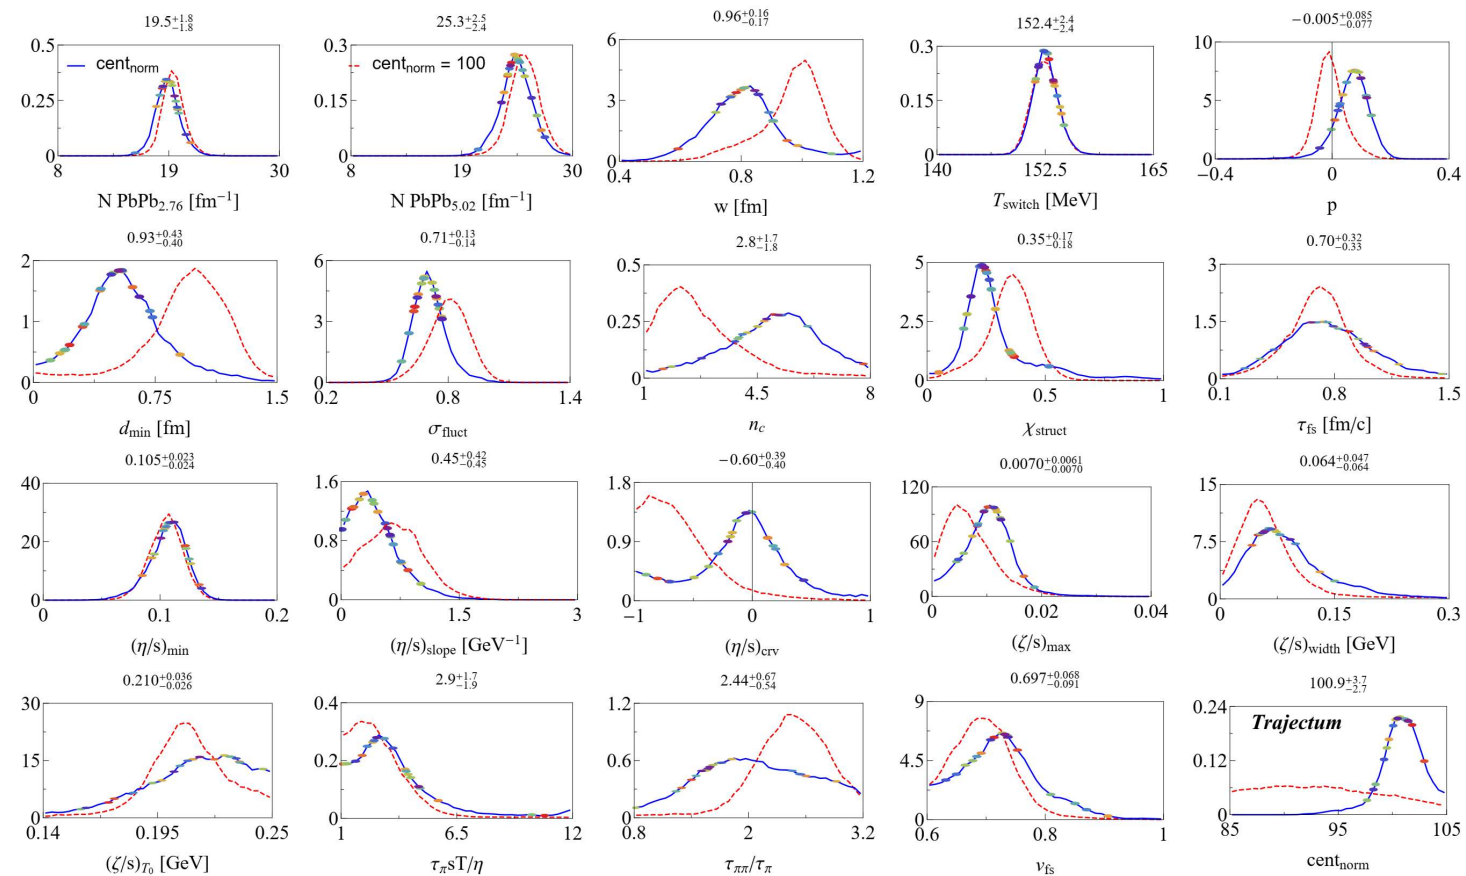 19.5+1.8−1.8 25.3+2.5−2.4 0.96+0.16−0.17 152.4+2.4−2.4 −0.005+0.085−0.077
0.5 0.3 6 0.3 10
cent_norm cent_norm = 100
0.25 0.15 3 0.15 5
0 0 0 0 0
8 19 30 8 19 30 0.4 0.8 1.2 140 152.5 165 −0.4 0 0.4
N PbPb2.76 [fm−1] N PbPb5.02 [fm−1] w [fm] Tswitch [MeV] p
0.93+0.43−0.40 0.71+0.13−0.14 2.8+1.7−1.8 0.35+0.17−0.18 0.70+0.32−0.33
2 6 0.5 5 3
1 3 0.25 2.5 1.5
0 0 0 0 0
0 0.75 1.5 0.2 0.8 1.4 1 4.5 8 0 0.5 1 0.1 0.8 1.5
dmin [fm] σfluct nc χstruct τfs [fm/c]
0.105+0.023−0.024 0.45+0.42−0.45 −0.60+0.39−0.40 0.0070+0.0061−0.0070 0.064+0.047−0.064
40 1.6 1.8 120 15
20 0.8 0.9 60 7.5
0 0 0 0 0
0 0.1 0.2 0 1.5 3 −1 0 1 0 0.02 0.04 0 0.15 0.3
(η/s)min (η/s)slope [GeV−1] (η/s)crv (ζ/s)max (ζ/s)width [GeV]
0.210+0.036−0.026 2.9+1.7−1.9 2.44+0.67−0.54 0.697+0.068−0.091 100.9+3.7−2.7
30 0.4 1.2 9 0.24
Trajectum
15 0.2 0.6 4.5 0.12
0 0 0 0 0
0.14 0.195 0.25 1 6.5 12 0.8 2 3.2 0.6 0.8 1 85 95 105
(ζ/s)T0 [GeV] τπsT/η τππ/τπ vfs centnorm